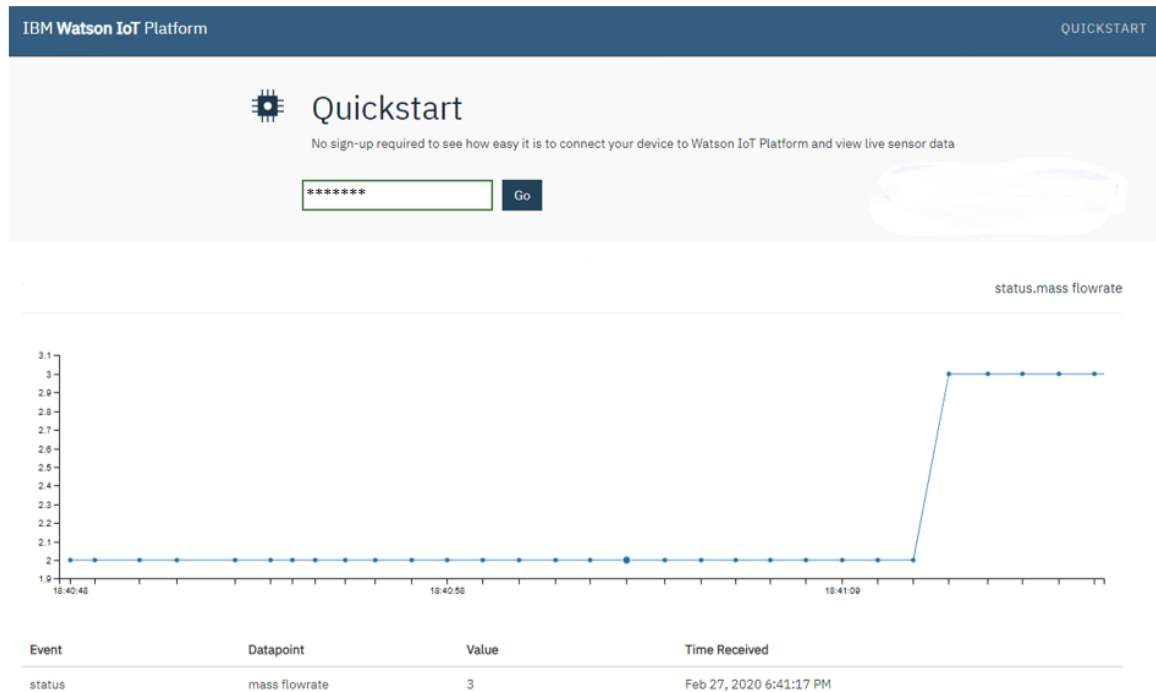 IBM Watson IoT Platform QUICKSTART
Quickstart
No sign-up required to see how easy it is to connect your device to Watson IoT Platform and view live sensor data
******* Go
status.mass flowrate
3.1
3
2.9
2.8
2.7
2.6
2.5
2.4
2.3
2.2
2.1
2
1.9
18:40:48 18:40:58 18:41:09
Event Datapoint Value Time Received
status mass flowrate 3 Feb 27, 2020 6:41:17 PM